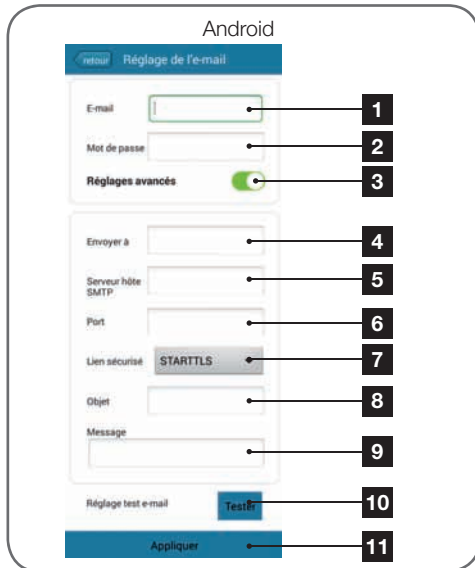 Android
retour Réglage de l'e-mail
E-mail 1
Mot de passe 2
Réglages avancés 3
Envoyer à 4
Serveur hôte
SMTP 5
Port 6
Lien sécurisé STARTTLS 7
Objet 8
Message
9
Réglage test e-mail Tester 10
Appliquer 11